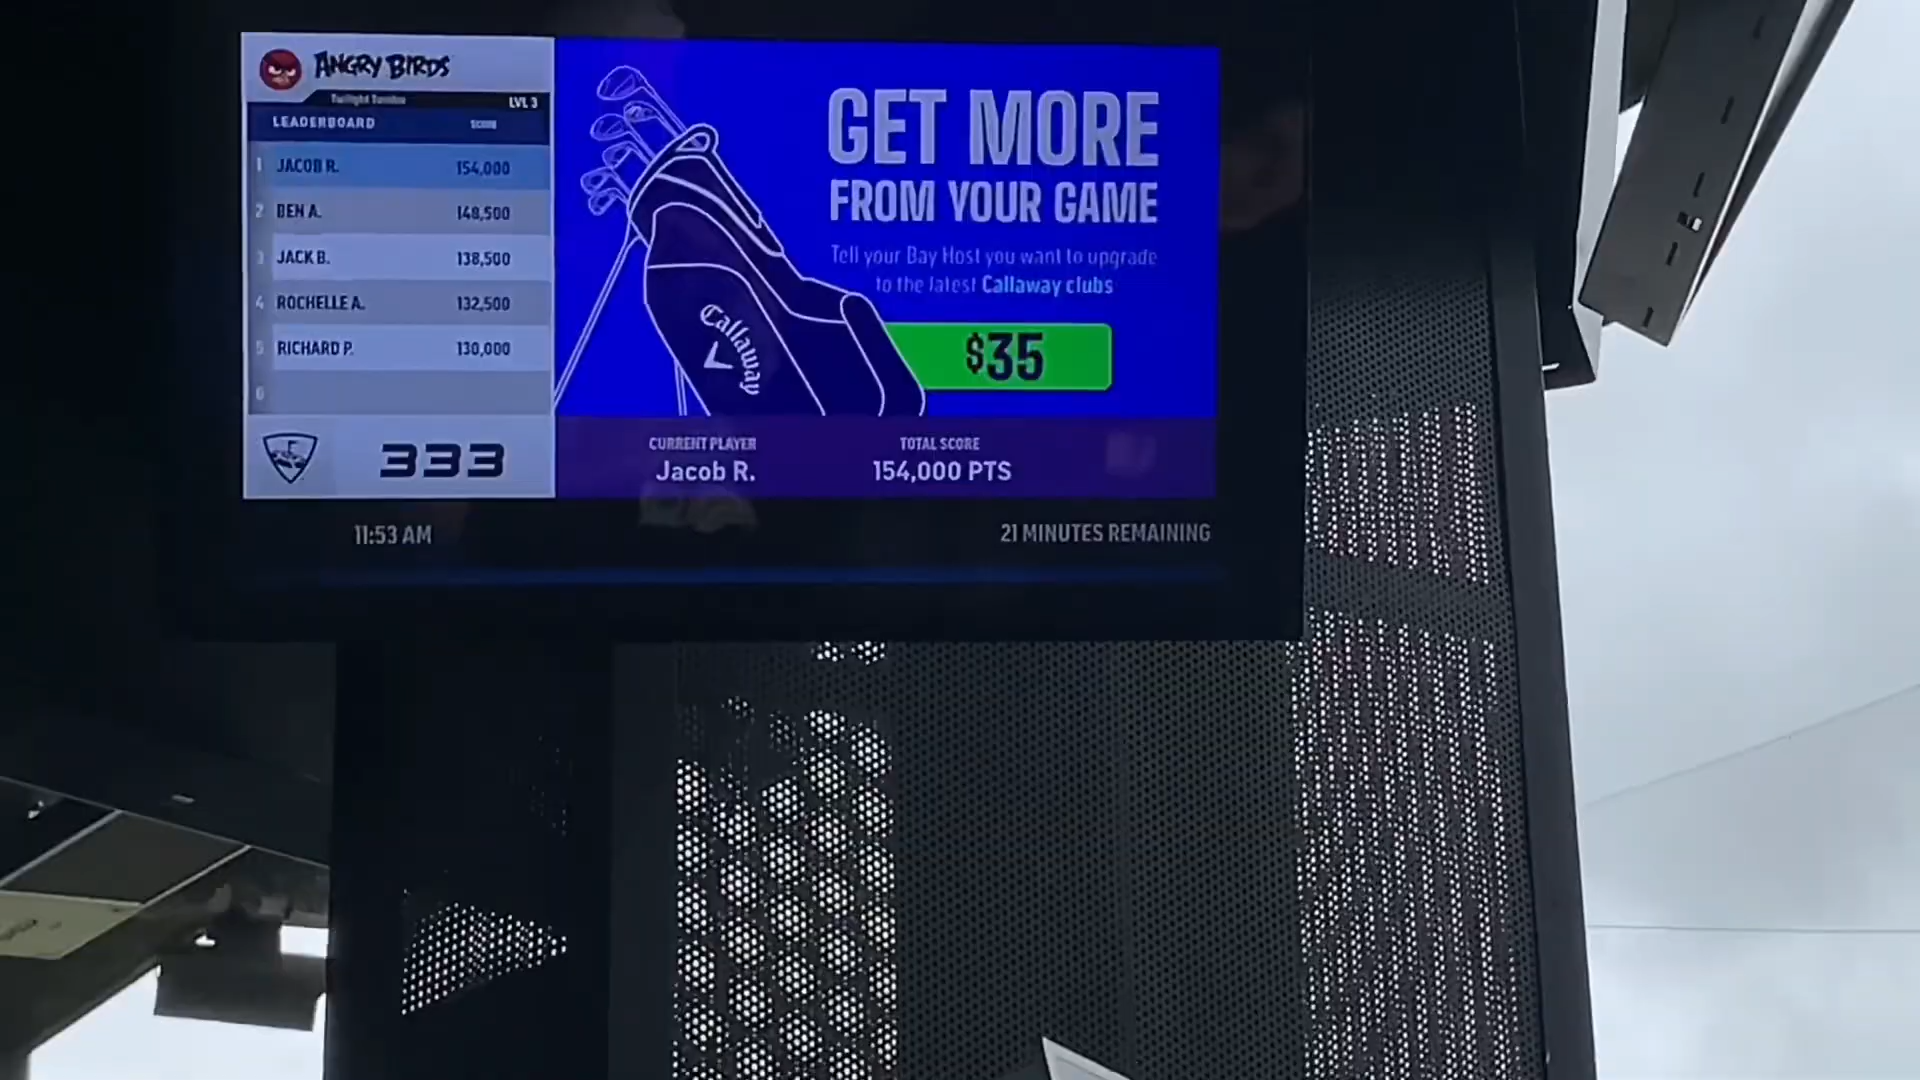 ANGRY BIRDS
Twilight Tumble
LVL 3
LEADERBOARD SCORE
1 JACOB R. 154,000
2 BEN A. 148,500
3 JACK B. 138,500
4 ROCHELLE A. 132,500
5 RICHARD P. 130,000
6
333
GET MORE
FROM YOUR GAME
Tell your Bay Host you want to upgrade
to the latest Callaway clubs
$35
Callaway
CURRENT PLAYER
Jacob R.
TOTAL SCORE
154,000 PTS
11:53 AM
21 MINUTES REMAINING